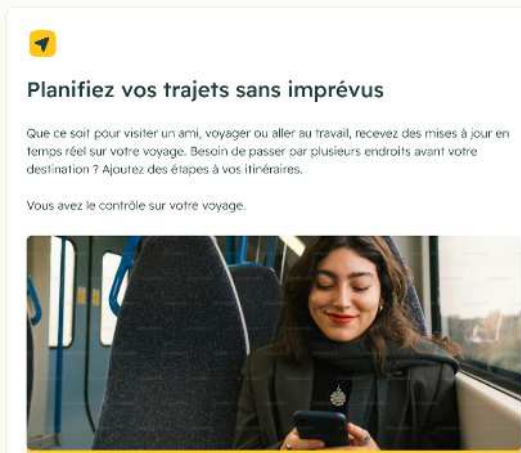 Planifiez vos trajets sans imprévus
Que ce soit pour visiter un ami, voyager ou aller au travail, recevez des mises à jour en
temps réel sur votre voyage. Besoin de passer par plusieurs endroits avant votre
destination ? Ajoutez des étapes à vos itinéraires.
Vous avez le contrôle sur votre voyage.